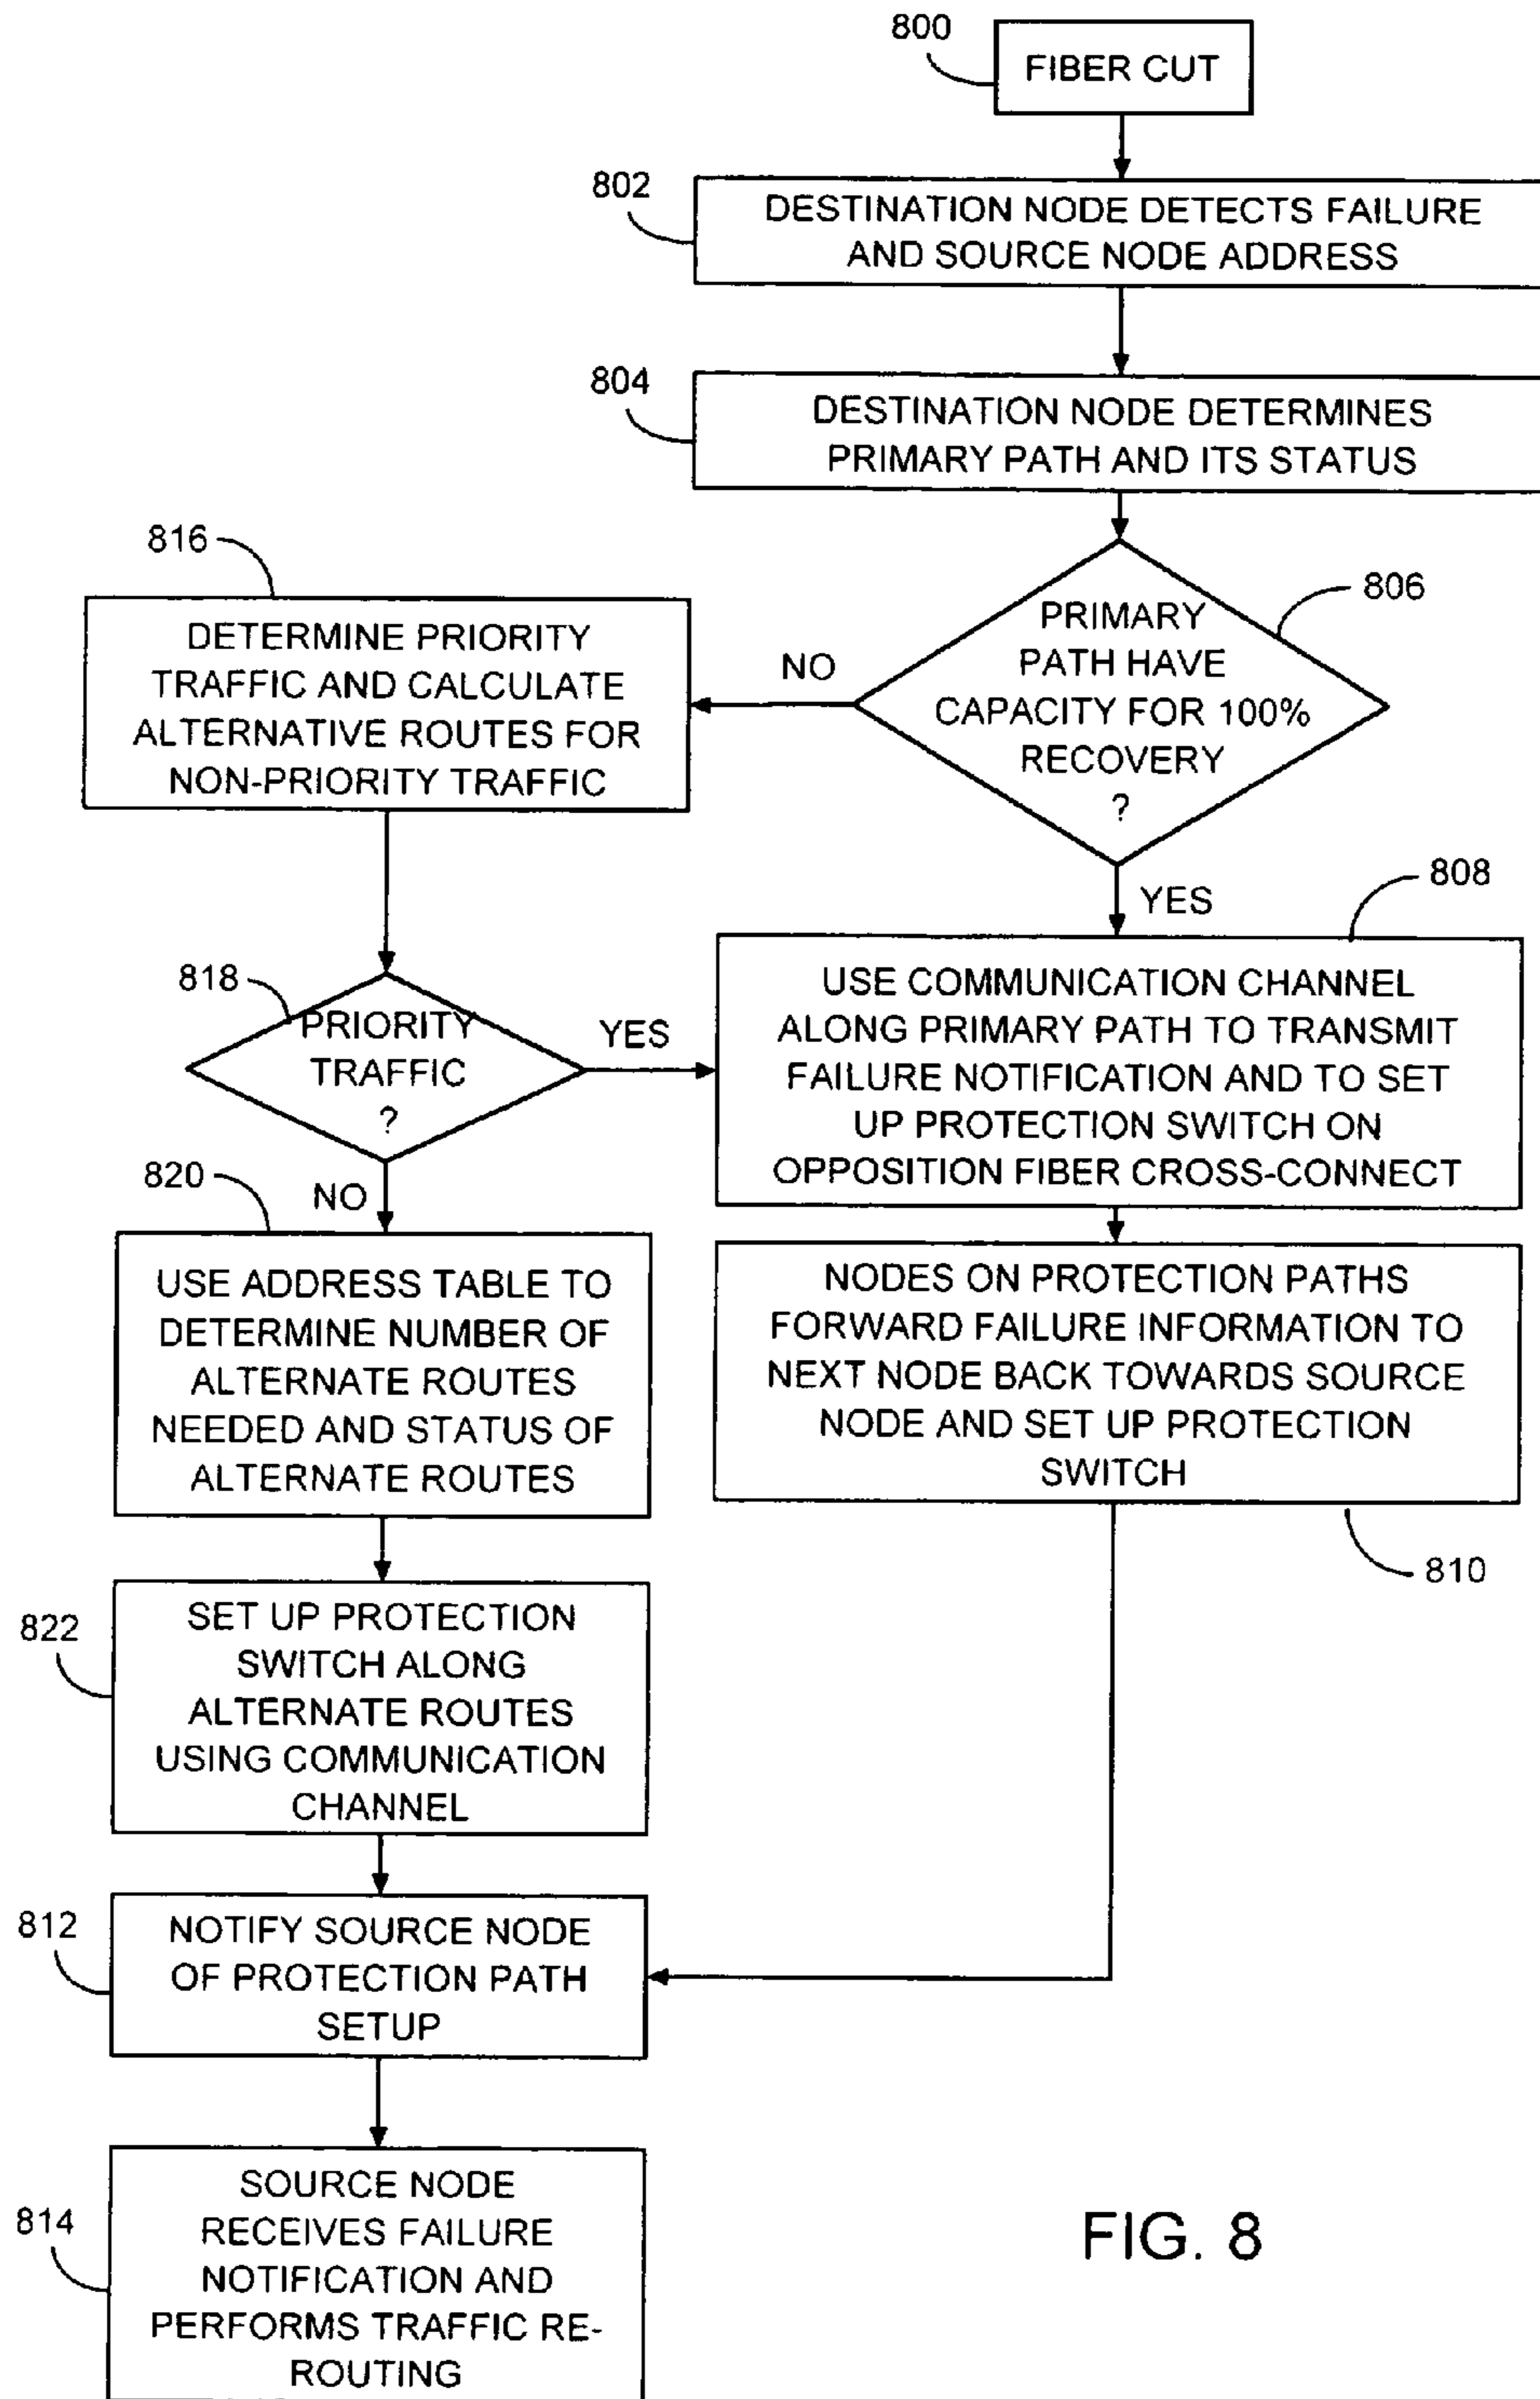 800
FIBER CUT
802
DESTINATION NODE DETECTS FAILURE
AND SOURCE NODE ADDRESS
804
DESTINATION NODE DETERMINES
PRIMARY PATH AND ITS STATUS
806
PRIMARY
PATH HAVE
CAPACITY FOR 100%
RECOVERY
?
NO
YES
816
DETERMINE PRIORITY
TRAFFIC AND CALCULATE
ALTERNATIVE ROUTES FOR
NON-PRIORITY TRAFFIC
808
USE COMMUNICATION CHANNEL
ALONG PRIMARY PATH TO TRANSMIT
FAILURE NOTIFICATION AND TO SET
UP PROTECTION SWITCH ON
OPPOSITION FIBER CROSS-CONNECT
818
PRIORITY
TRAFFIC
?
YES
NO
820
USE ADDRESS TABLE TO
DETERMINE NUMBER OF
ALTERNATE ROUTES
NEEDED AND STATUS OF
ALTERNATE ROUTES
NODES ON PROTECTION PATHS
FORWARD FAILURE INFORMATION TO
NEXT NODE BACK TOWARDS SOURCE
NODE AND SET UP PROTECTION
SWITCH
810
822
SET UP PROTECTION
SWITCH ALONG
ALTERNATE ROUTES
USING COMMUNICATION
CHANNEL
812
NOTIFY SOURCE NODE
OF PROTECTION PATH
SETUP
814
SOURCE NODE
RECEIVES FAILURE
NOTIFICATION AND
PERFORMS TRAFFIC RE-
ROUTING
FIG. 8